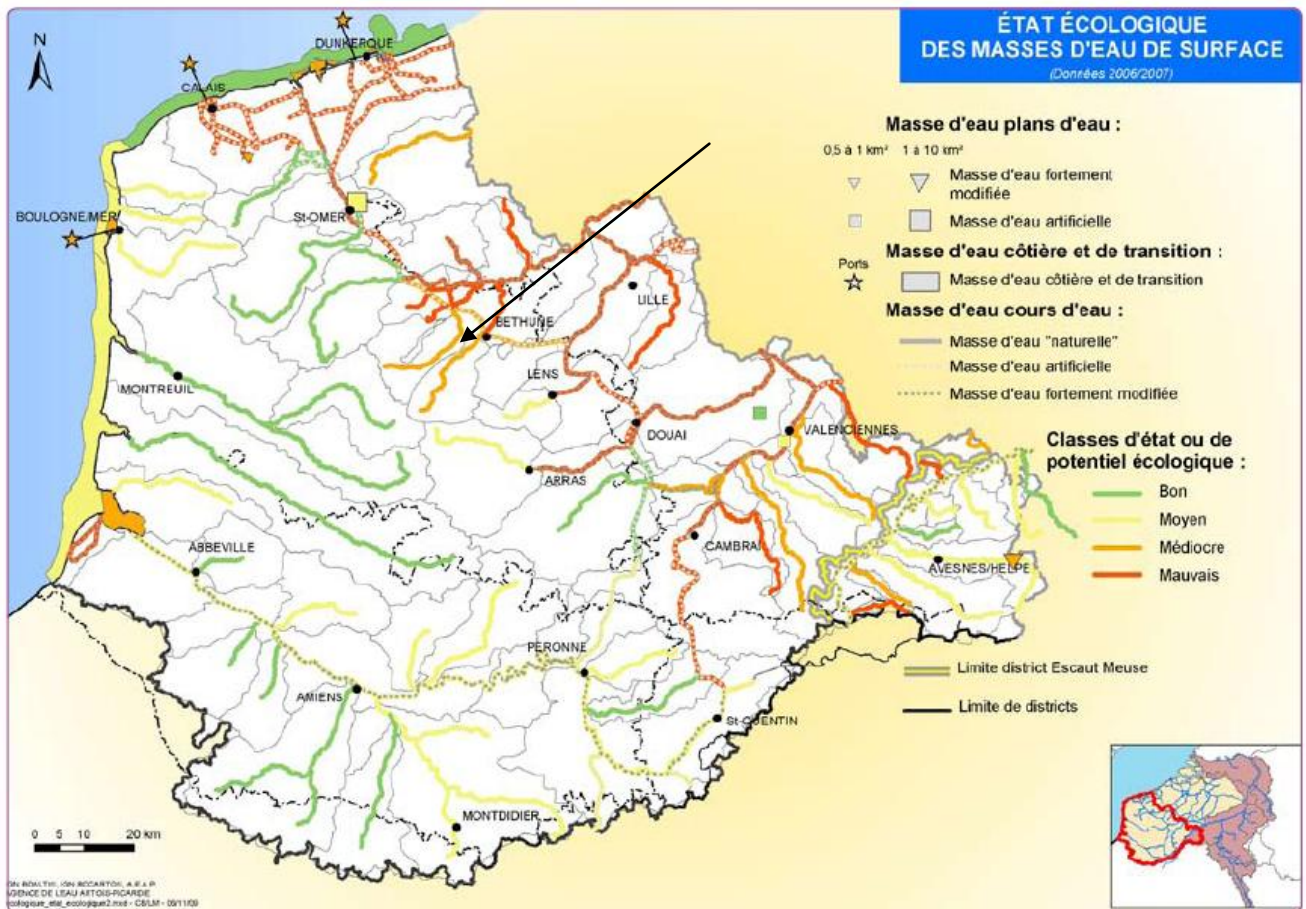 ÉTAT ÉCOLOGIQUE
DES MASSES D'EAU DE SURFACE
(Données 2006/2007)
N
DUNKERQUE
CALAIS
BOULOGNE/MER
St-OMER
LILLE
BETHUNE
MONTREUIL
LENS
DOUAI
VALENCIENNES
ARRAS
CAMBRAI
ABBEVILLE
AVESNES/HELPE
PERONNE
AMIENS
St-QUENTIN
MONTDIDIER
Masse d'eau plans d'eau :
0,5 à 1 km² 1 à 10 km²
Masse d'eau fortement
modifiée
Masse d'eau artificielle
Masse d'eau côtière et de transition :
Ports
Masse d'eau côtière et de transition
Masse d'eau cours d'eau :
Masse d'eau "naturelle"
Masse d'eau artificielle
Masse d'eau fortement modifiée
Classes d'état ou de
potentiel écologique :
Bon
Moyen
Médiocre
Mauvais
Limite district Escaut Meuse
Limite de districts
0 5 10 20 km
AGENCE DE L'EAU ARTOIS-PICARDIE